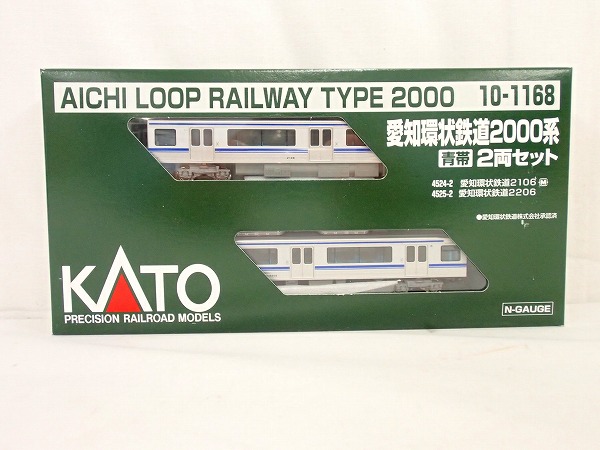 AICHI LOOP RAILWAY TYPE 2000 10-1168
愛知環状鉄道2000系
青帯 2両セット
4524-2 愛知環状鉄道2106 M
4525-2 愛知環状鉄道2206
●愛知環状鉄道株式会社承認済
KATO
PRECISION RAILROAD MODELS
N-GAUGE